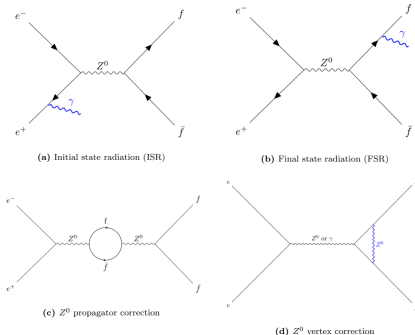 e⁻
f
γ
Z⁰
e⁺
f̄
(a) Initial state radiation (ISR)
e⁻
f
γ
Z⁰
e⁺
f̄
(b) Final state radiation (FSR)
e⁻
f
f
Z⁰
Z⁰
f̄
e⁺
f̄
(c) Z⁰ propagator correction
e
Z⁰ or γ
Z⁰
e
(d) Z⁰ vertex correction